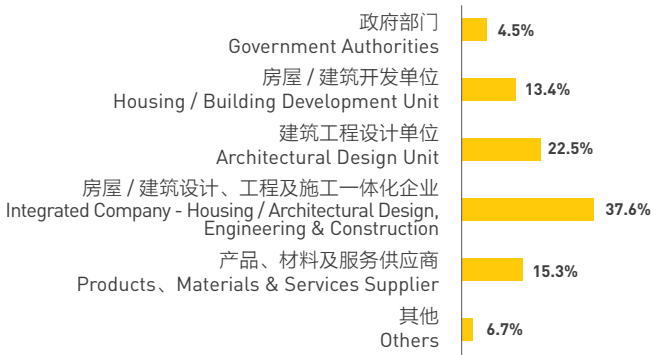 政府部门
Government Authorities
4.5%
房屋 / 建筑开发单位
Housing / Building Development Unit
13.4%
建筑工程设计单位
Architectural Design Unit
22.5%
房屋 / 建筑设计、工程及施工一体化企业
Integrated Company - Housing / Architectural Design,
Engineering & Construction
37.6%
产品、材料及服务供应商
Products、Materials & Services Supplier
15.3%
其他
Others
6.7%